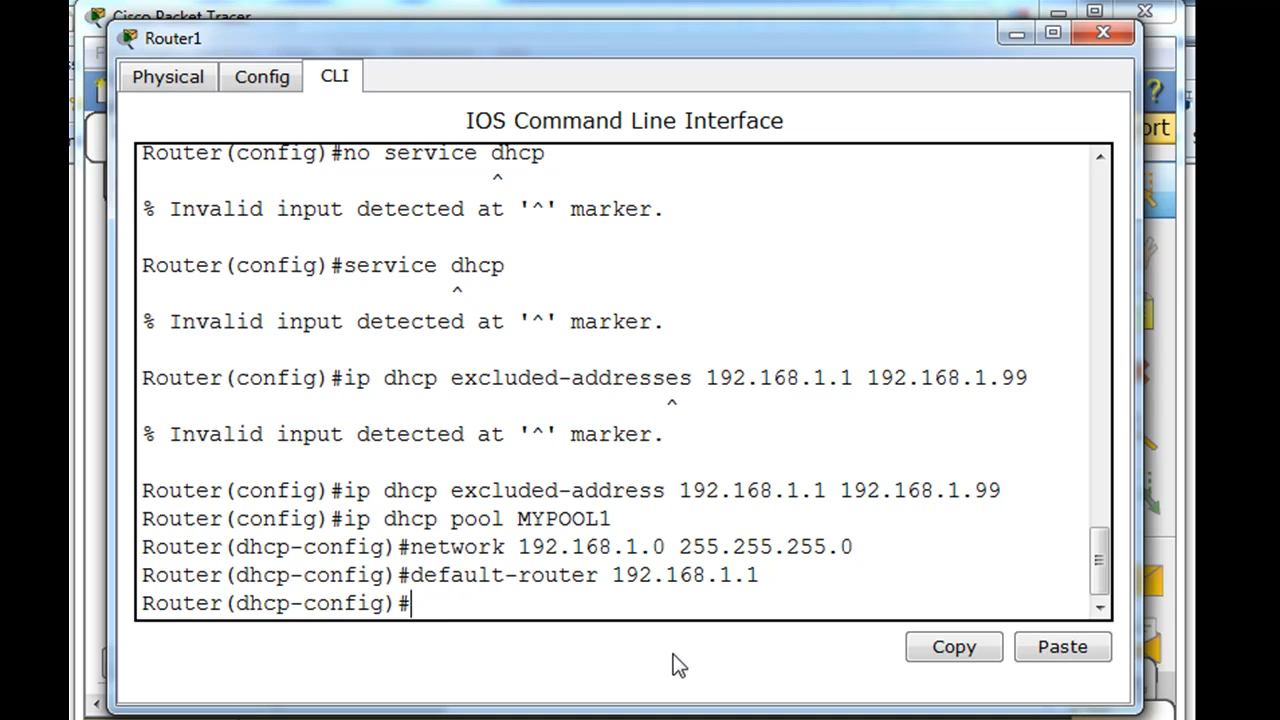 Cisco Packet Tracer
Router1
Physical
Config
CLI
?
ort
IOS Command Line Interface
Router(config)#no service dhcp
^
% Invalid input detected at '^' marker.
Router(config)#service dhcp
^
% Invalid input detected at '^' marker.
Router(config)#ip dhcp excluded-addresses 192.168.1.1 192.168.1.99
^
% Invalid input detected at '^' marker.
Router(config)#ip dhcp excluded-address 192.168.1.1 192.168.1.99
Router(config)#ip dhcp pool MYPOOL1
Router(dhcp-config)#network 192.168.1.0 255.255.255.0
Router(dhcp-config)#default-router 192.168.1.1
Router(dhcp-config)#
Copy
Paste